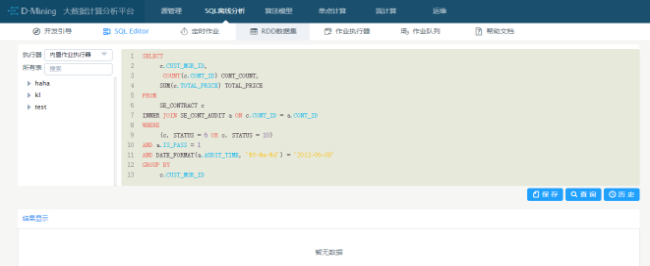 D-Mining 大数据计算分析平台 源管理 SQL离线分析 算法模型 单点计算 流计算 运维
开发引导 SQL Editor 定时作业 RDD数据集 作业执行器 作业队列 帮助文档
执行器 内置作业执行器
所有表 搜索
haha
kl
test
1 SELECT
2 c.CUST_MGR_ID,
3 COUNT(c.CONT_ID) CONT_COUNT,
4 SUM(c.TOTAL_PRICE) TOTAL_PRICE
5 FROM
6 SE_CONTRACT c
7 INNER JOIN SE_CONT_AUDIT a ON c.CONT_ID = a.CONT_ID
8 WHERE
9 (c. STATUS = 6 OR c. STATUS = 10)
10 AND a.IS_PASS = 1
11 AND DATE_FORMAT(a.AUDIT_TIME,
12 GROUP BY
13 c.CUST_MGR_ID
保存 查询 历史
结果显示
暂无数据